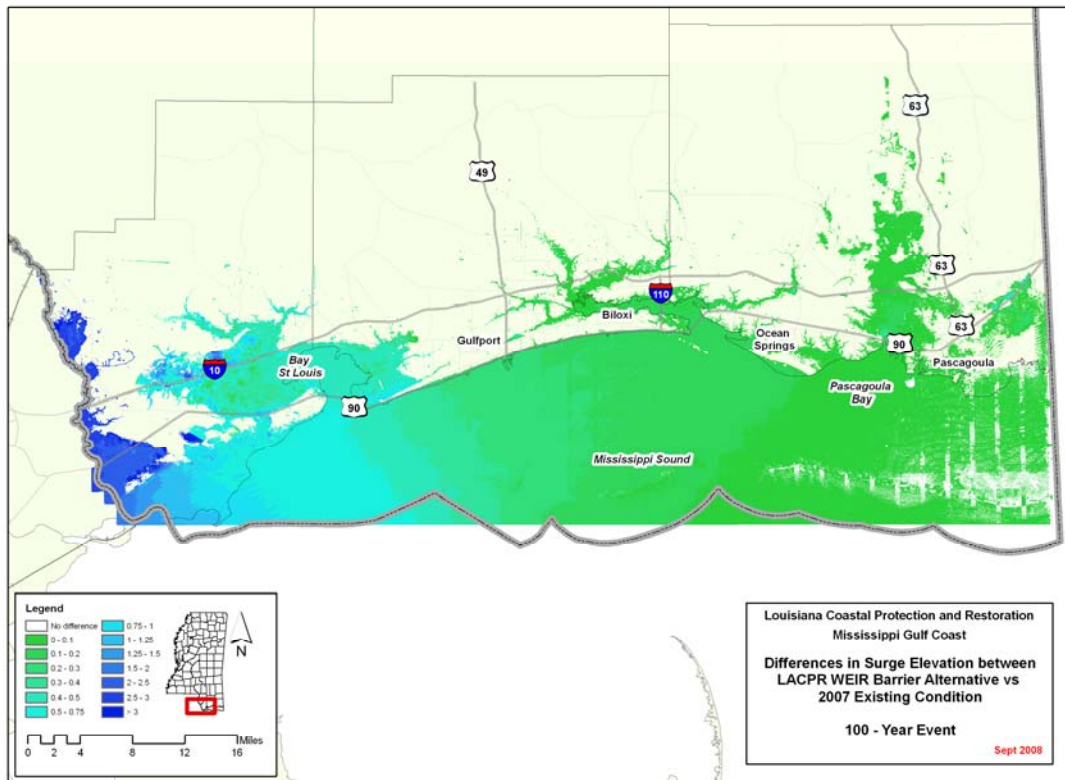 63
49
63
110
Biloxi
63
Gulfport
Ocean
Springs
90
Bay
St Louis
10
Pascagoula
90
Pascagoula
Bay
Mississippi Sound
Legend
No difference
0 - 0.1
0.1 - 0.2
0.2 - 0.3
0.3 - 0.4
0.4 - 0.5
0.5 - 0.75
0.75 - 1
1 - 1.25
1.25 - 1.5
1.5 - 2
2 - 2.5
2.5 - 3
> 3
N
Miles
0 2 4 8 12 16
Louisiana Coastal Protection and Restoration
Mississippi Gulf Coast
Differences in Surge Elevation between
LACPR WEIR Barrier Alternative vs
2007 Existing Condition
100 - Year Event
Sept 2008